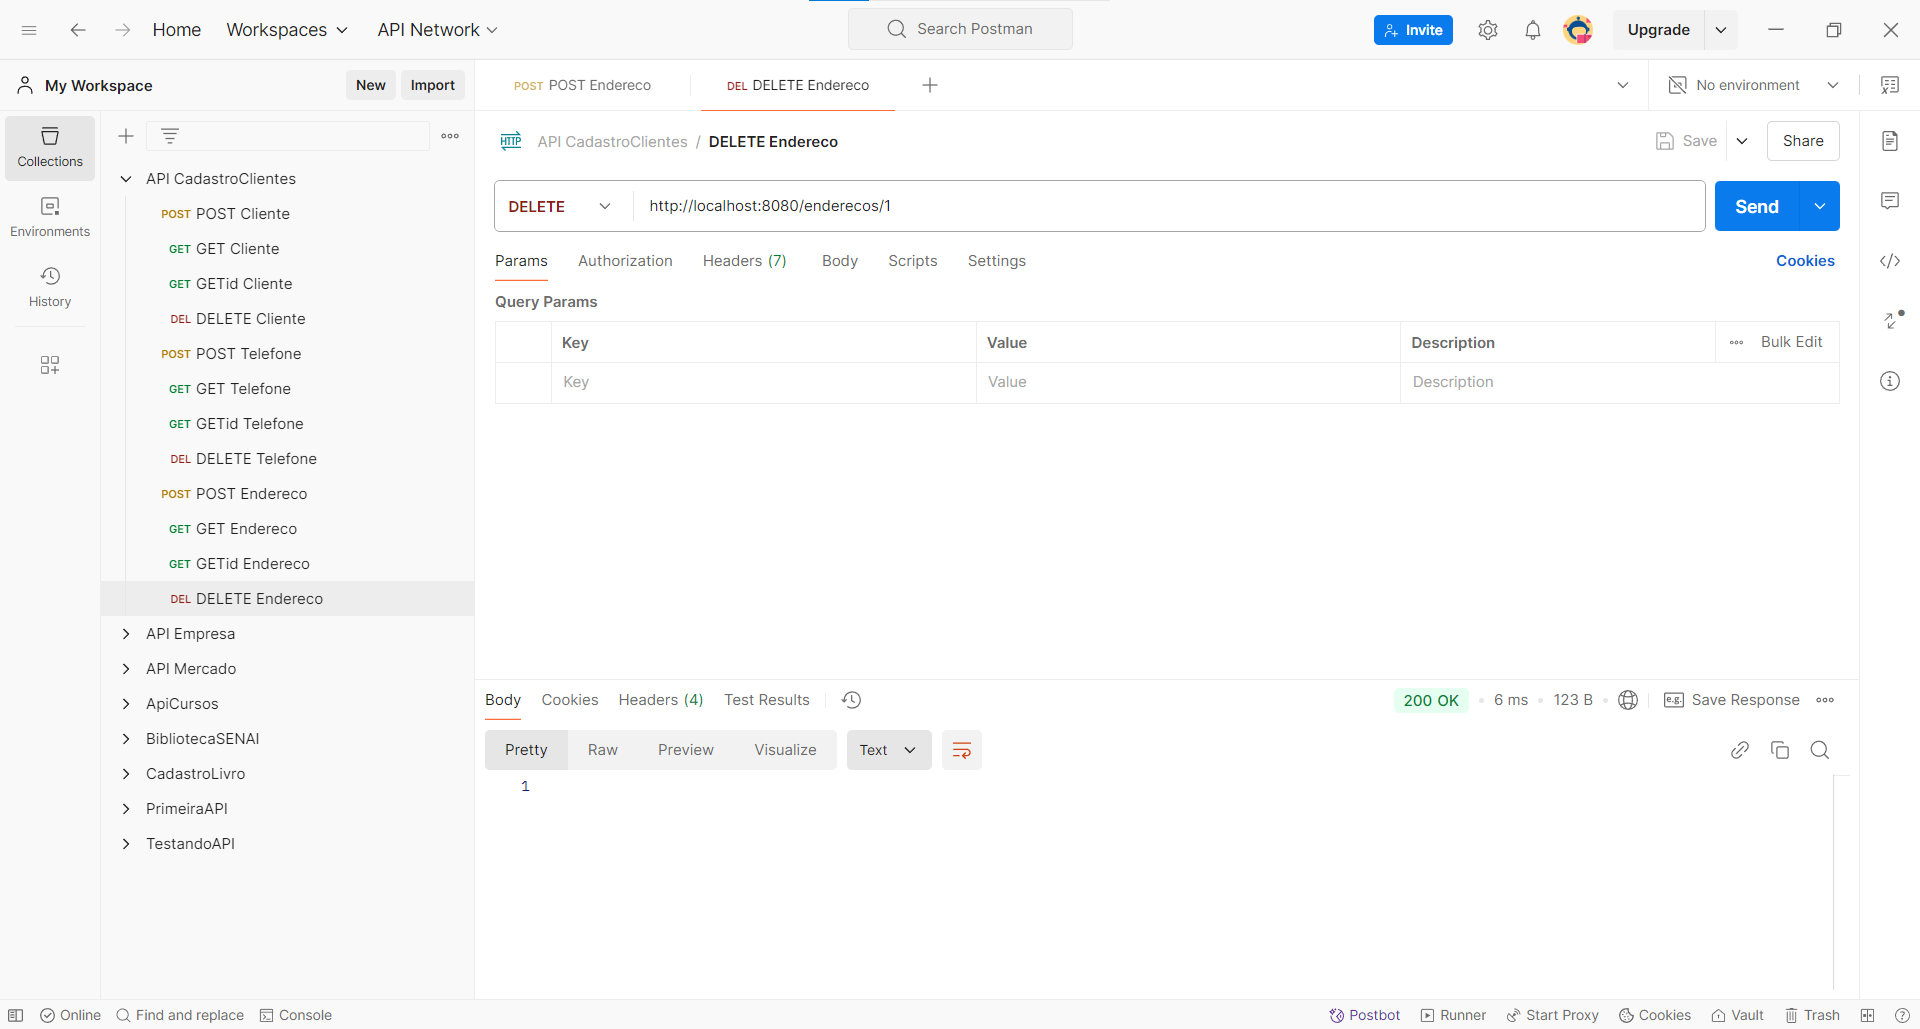 Home Workspaces API Network Search Postman Invite Upgrade
My Workspace New Import POST POST Endereco DEL DELETE Endereco No environment
Collections
Environments
History
API CadastroClientes
POST POST Cliente
GET GET Cliente
GET GETid Cliente
DEL DELETE Cliente
POST POST Telefone
GET GET Telefone
GET GETid Telefone
DEL DELETE Telefone
POST POST Endereco
GET GET Endereco
GET GETid Endereco
DEL DELETE Endereco
API Empresa
API Mercado
ApiCursos
BibliotecaSENAI
CadastroLivro
PrimeiraAPI
TestandoAPI
HTTP API CadastroClientes / DELETE Endereco Save Share
DELETE http://localhost:8080/enderecos/1 Send
Params Authorization Headers (7) Body Scripts Settings Cookies
Query Params
Key Value Description Bulk Edit
Key Value Description
Body Cookies Headers (4) Test Results 200 OK 6 ms 123 B e.g. Save Response
Pretty Raw Preview Visualize Text
1
Online Find and replace Console Postbot Runner Start Proxy Cookies Vault Trash